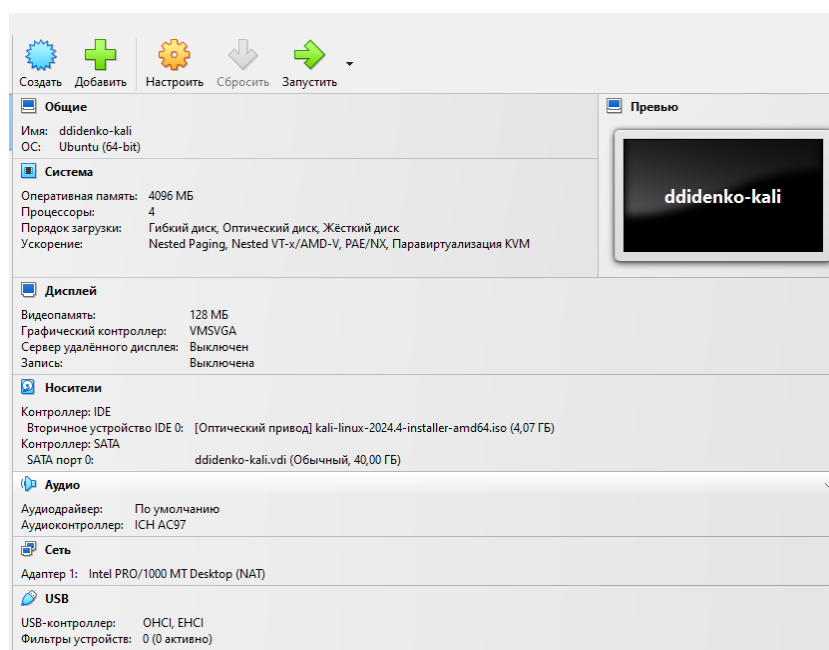 Создать Добавить Настроить Сбросить Запустить
Общие
Имя: ddidenko-kali
ОС: Ubuntu (64-bit)
Превью
ddidenko-kali
Система
Оперативная память: 4096 МБ
Процессоры: 4
Порядок загрузки: Гибкий диск, Оптический диск, Жёсткий диск
Ускорение: Nested Paging, Nested VT-x/AMD-V, PAE/NX, Паравиртуализация KVM
Дисплей
Видеопамять: 128 МБ
Графический контроллер: VMSVGA
Сервер удалённого дисплея: Выключен
Запись: Выключена
Носители
Контроллер: IDE
Вторичное устройство IDE 0: [Оптический привод] kali-linux-2024.4-installer-amd64.iso (4,07 ГБ)
Контроллер: SATA
SATA порт 0: ddidenko-kali.vdi (Обычный, 40,00 ГБ)
Аудио
Аудиодрайвер: По умолчанию
Аудиоконтроллер: ICH AC97
Сеть
Адаптер 1: Intel PRO/1000 MT Desktop (NAT)
USB
USB-контроллер: OHCI, EHCI
Фильтры устройств: 0 (0 активно)